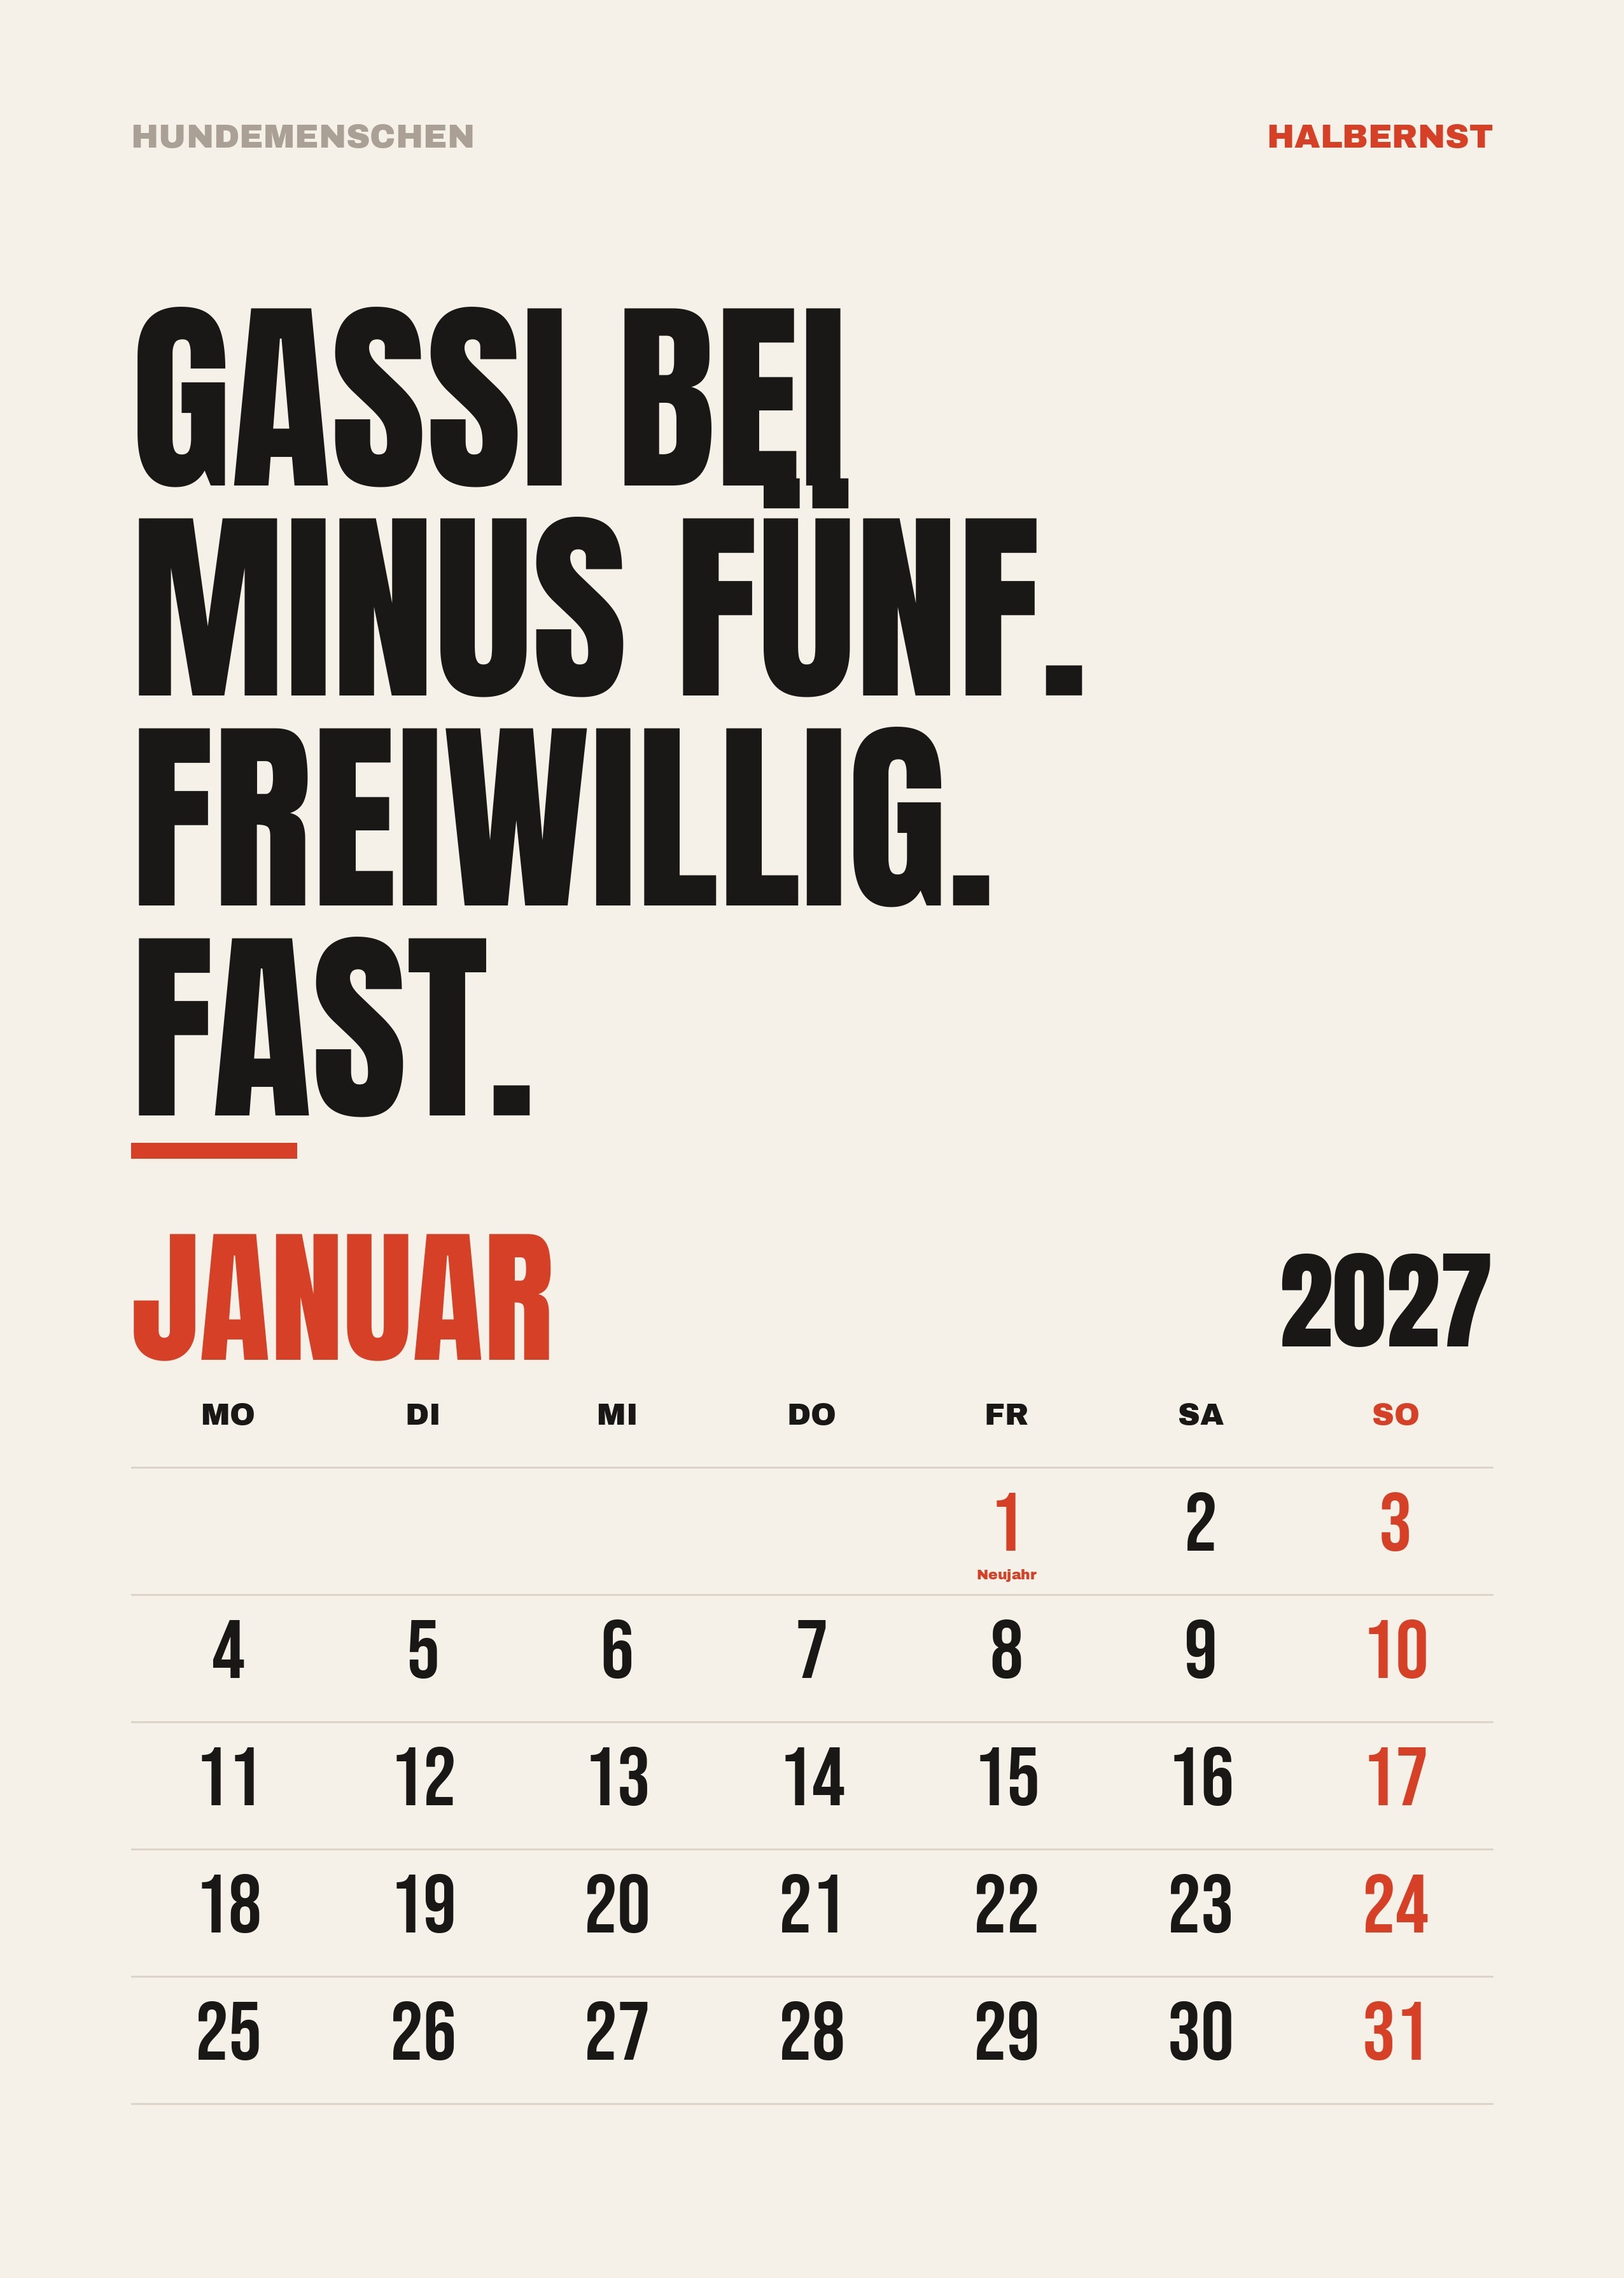 HUNDEMENSCHEN HALBERNST
GASSI BEI
MINUS FÜNF.
FREIWILLIG.
FAST.
JANUAR 2027
MO DI MI DO FR SA SO
1 2 3
Neujahr
4 5 6 7 8 9 10
11 12 13 14 15 16 17
18 19 20 21 22 23 24
25 26 27 28 29 30 31